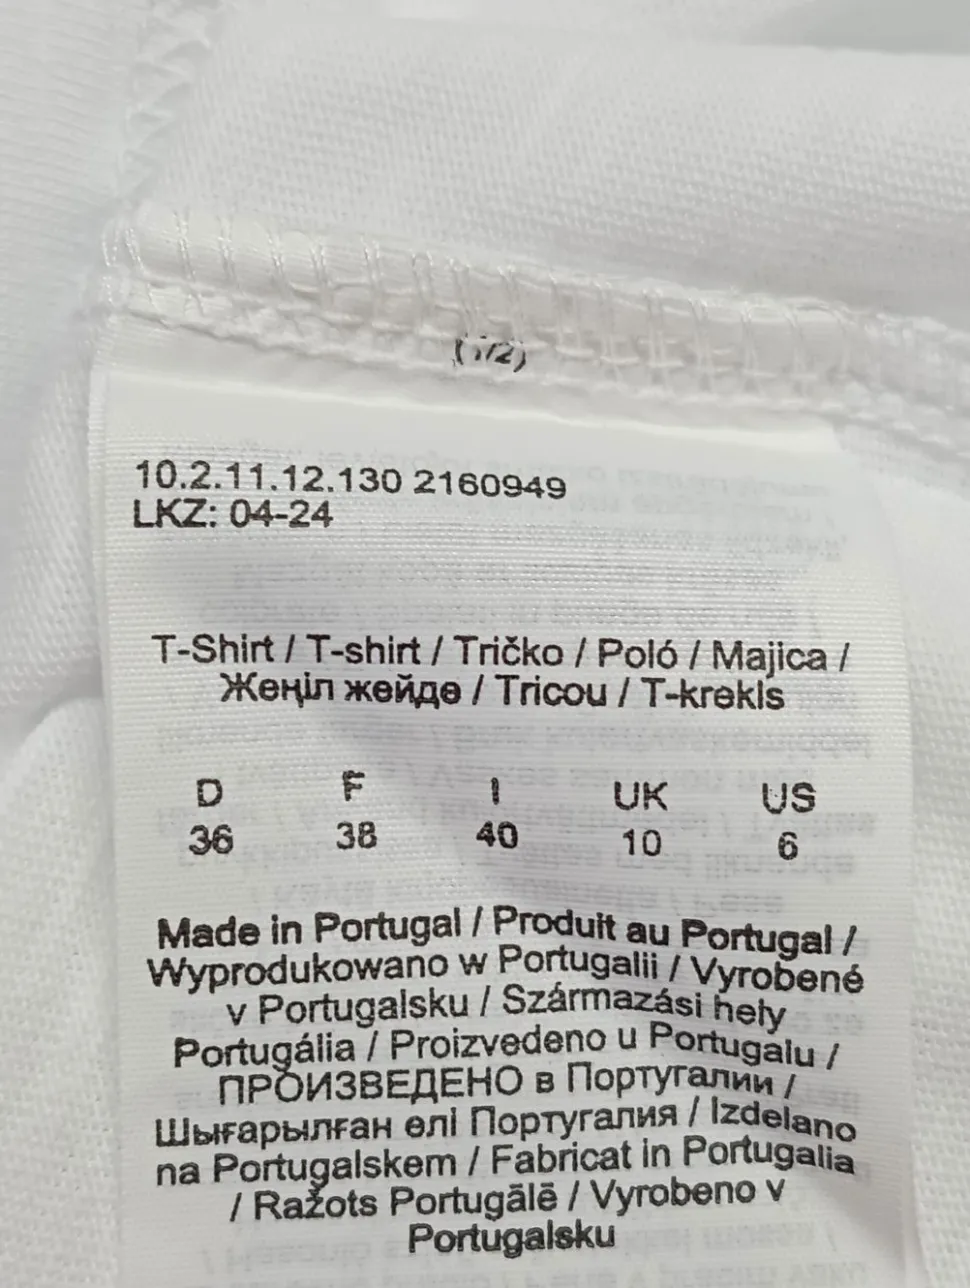 (1/2)
10.2.11.12.130 2160949
LKZ: 04-24
T-Shirt / T-shirt / Tričko / Poló / Majica /
Жеңіл жейде / Tricou / T-krekls
D F I UK US
36 38 40 10 6
Made in Portugal / Produit au Portugal /
Wyprodukowano w Portugalii / Vyrobené
v Portugalsku / Származási hely
Portugália / Proizvedeno u Portugalu /
ПРОИЗВЕДЕНО в Португалии /
Шығарылған өлі Португалия / Izdelano
na Portugalskem / Fabricat in Portugalia
/ Ražots Portugālē / Vyrobeno v
Portugalsku